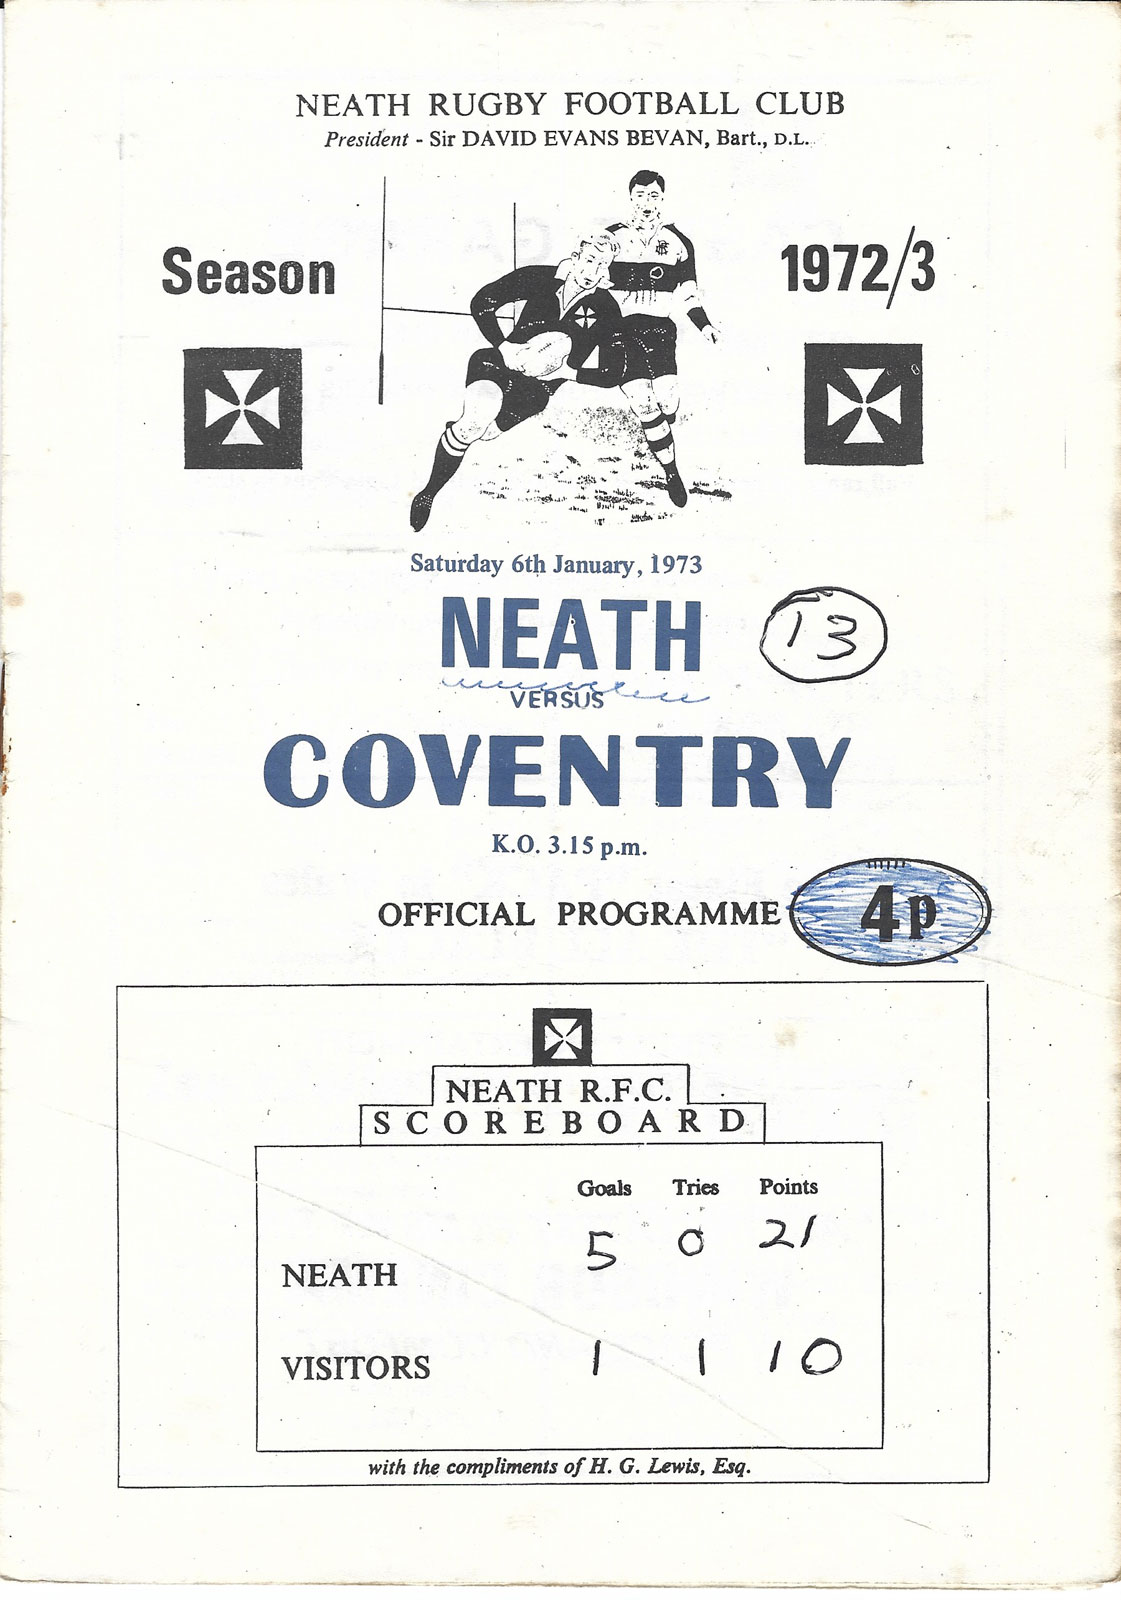 NEATH RUGBY FOOTBALL CLUB
President - Sir DAVID EVANS BEVAN, Bart., D.L.
Season 1972/3
Saturday 6th January, 1973
NEATH 13
VERSUS
COVENTRY
K.O. 3.15 p.m.
OFFICIAL PROGRAMME 4p
NEATH R.F.C.
SCOREBOARD
Goals Tries Points
NEATH 5 0 21
VISITORS 1 1 10
with the compliments of H. G. Lewis, Esq.